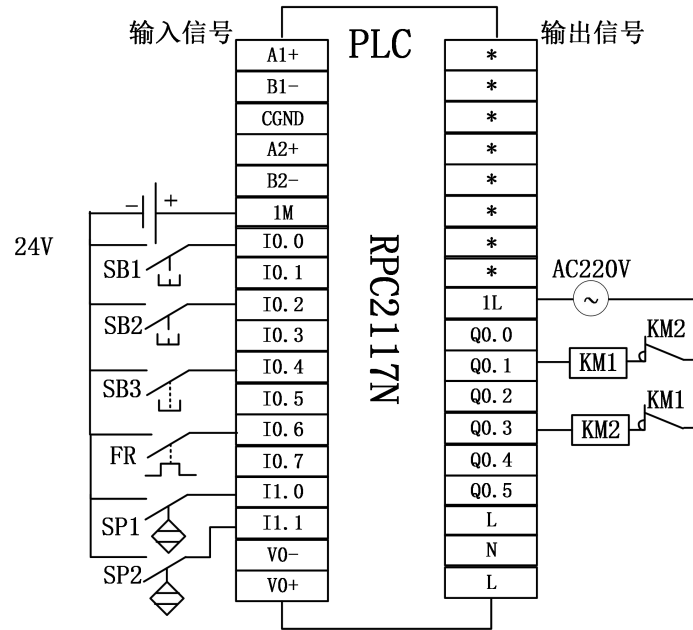 输入信号
PLC
输出信号
A1+
B1-
CGND
A2+
B2-
1M
I0.0
I0.1
I0.2
I0.3
I0.4
I0.5
I0.6
I0.7
I1.0
I1.1
V0-
V0+
- +
24V
SB1
SB2
SB3
FR
SP1
SP2
RPC2117N
*
*
*
*
*
*
*
*
1L
Q0.0
Q0.1
Q0.2
Q0.3
Q0.4
Q0.5
L
N
L
AC220V
~
KM2
KM1
KM1
KM2